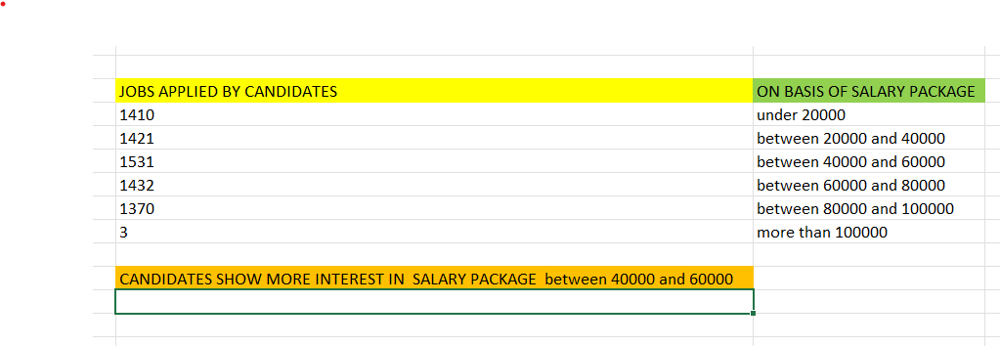 JOBS APPLIED BY CANDIDATES ON BASIS OF SALARY PACKAGE
1410 under 20000
1421 between 20000 and 40000
1531 between 40000 and 60000
1432 between 60000 and 80000
1370 between 80000 and 100000
3 more than 100000
CANDIDATES SHOW MORE INTEREST IN  SALARY PACKAGE  between 40000 and 60000